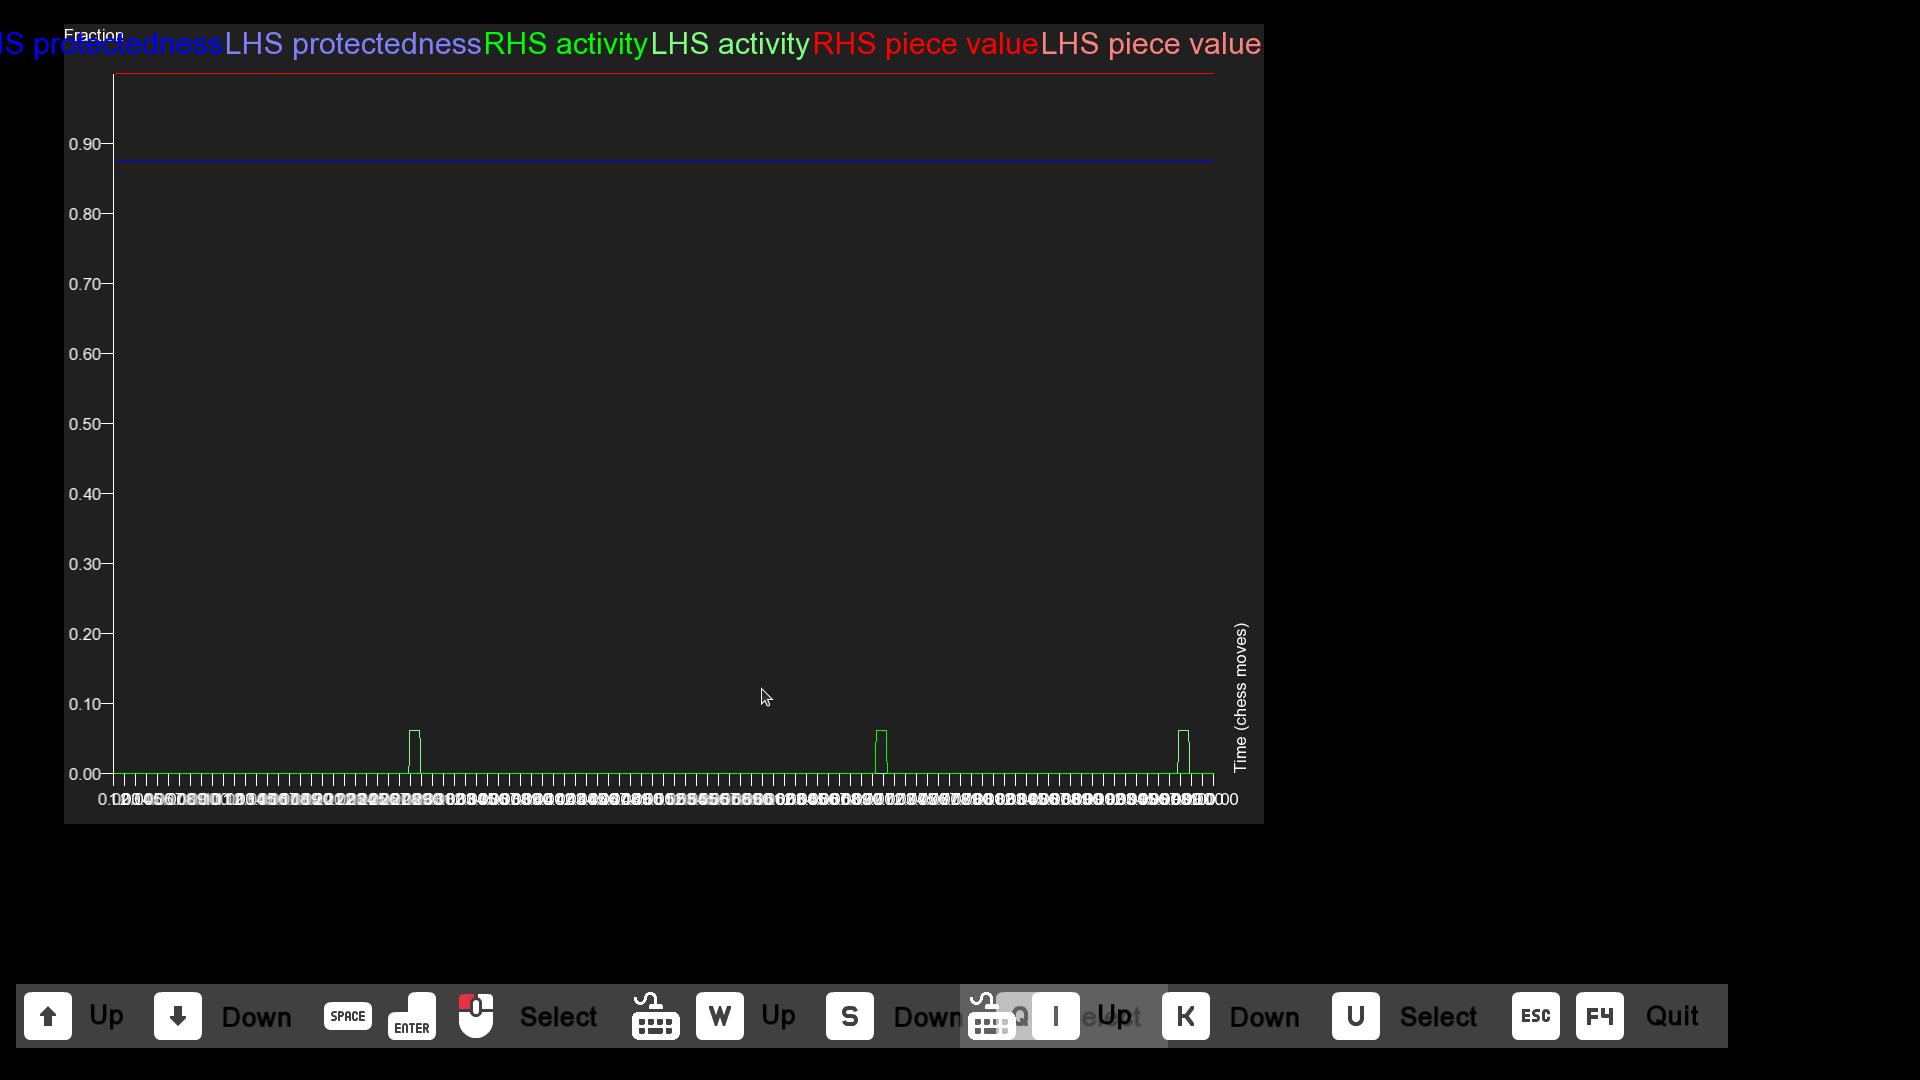 Fraction
protectedness LHS protectedness RHS activity LHS activity RHS piece value LHS piece value
0.90
0.80
0.70
0.60
0.50
0.40
0.30
0.20
0.10
0.00
Time (chess moves)
Up Down SPACE ENTER Select W Up S Down Q I Up K Down U Select ESC F4 Quit